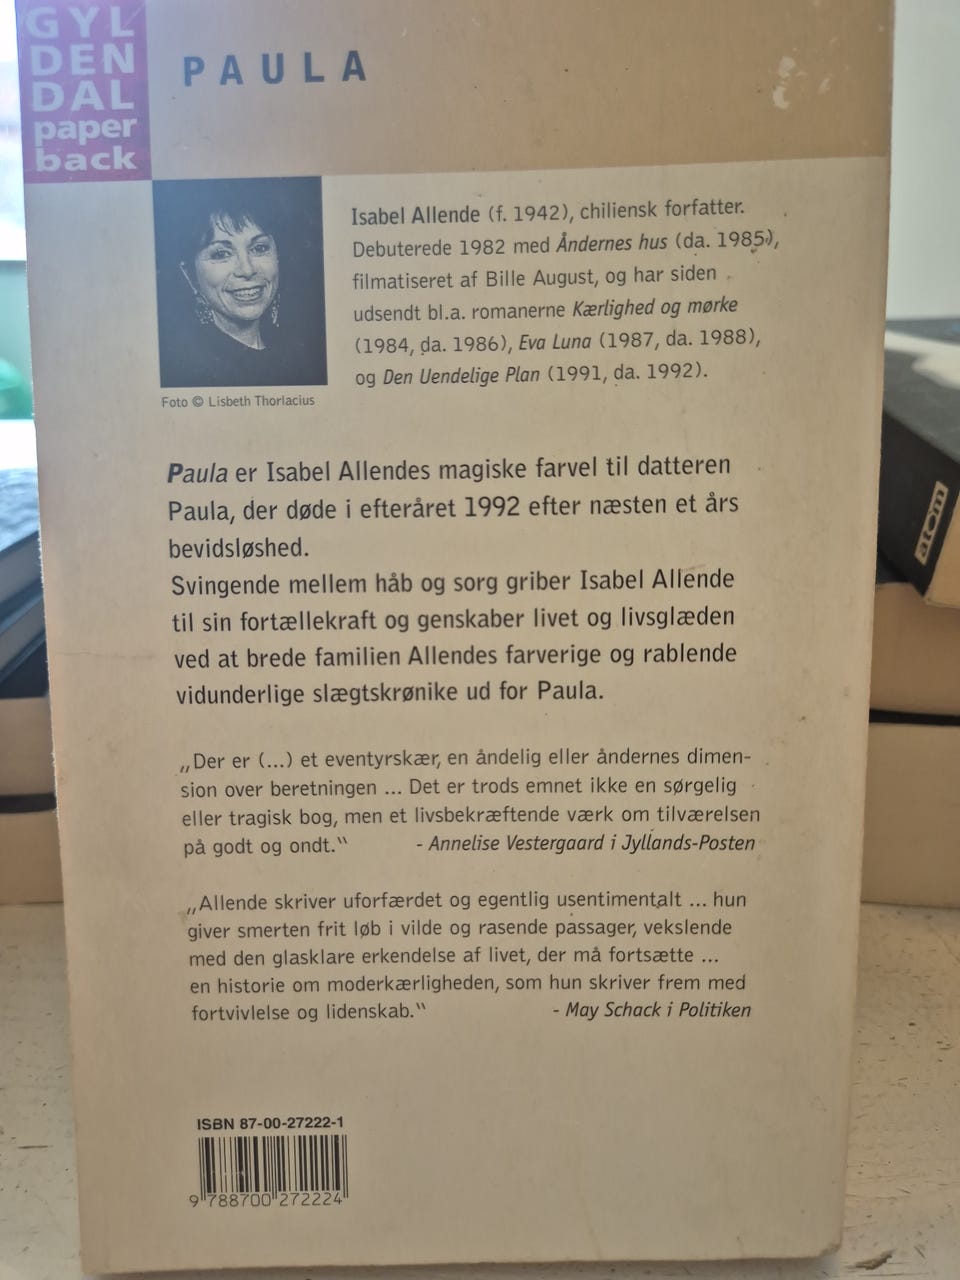 GYL
DEN
DAL
paper
back
PAULA
Isabel Allende (f. 1942), chiliensk forfatter.
Debuterede 1982 med Åndernes hus (da. 1985),
filmatiseret af Bille August, og har siden
udsendt bl.a. romanerne Kærlighed og mørke
(1984, da. 1986), Eva Luna (1987, da. 1988),
og Den Uendelige Plan (1991, da. 1992).
Foto © Lisbeth Thorlacius
Paula er Isabel Allendes magiske farvel til datteren
Paula, der døde i efteråret 1992 efter næsten et års
bevidsløshed.
Svingende mellem håb og sorg griber Isabel Allende
til sin fortællekraft og genskaber livet og livsglæden
ved at brede familien Allendes farverige og rablende
vidunderlige slægtskrønike ud for Paula.
„Der er (...) et eventyrskær, en åndelig eller åndernes dimen-
sion over beretningen ... Det er trods emnet ikke en sørgelig
eller tragisk bog, men et livsbekræftende værk om tilværelsen
på godt og ondt.“ - Annelise Vestergaard i Jyllands-Posten
„Allende skriver uforfærdet og egentlig usentimentalt ... hun
giver smerten frit løb i vilde og rasende passager, vekslende
med den glasklare erkendelse af livet, der må fortsætte ...
en historie om moderkærligheden, som hun skriver frem med
fortvivlelse og lidenskab.“ - May Schack i Politiken
ISBN 87-00-27222-1
9 788700 272224
atom